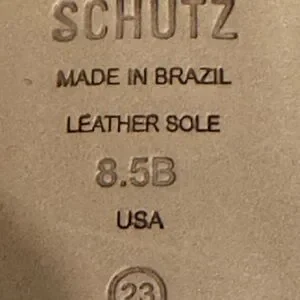 SCHUTZ
MADE IN BRAZIL
LEATHER SOLE
8.5B
USA
23